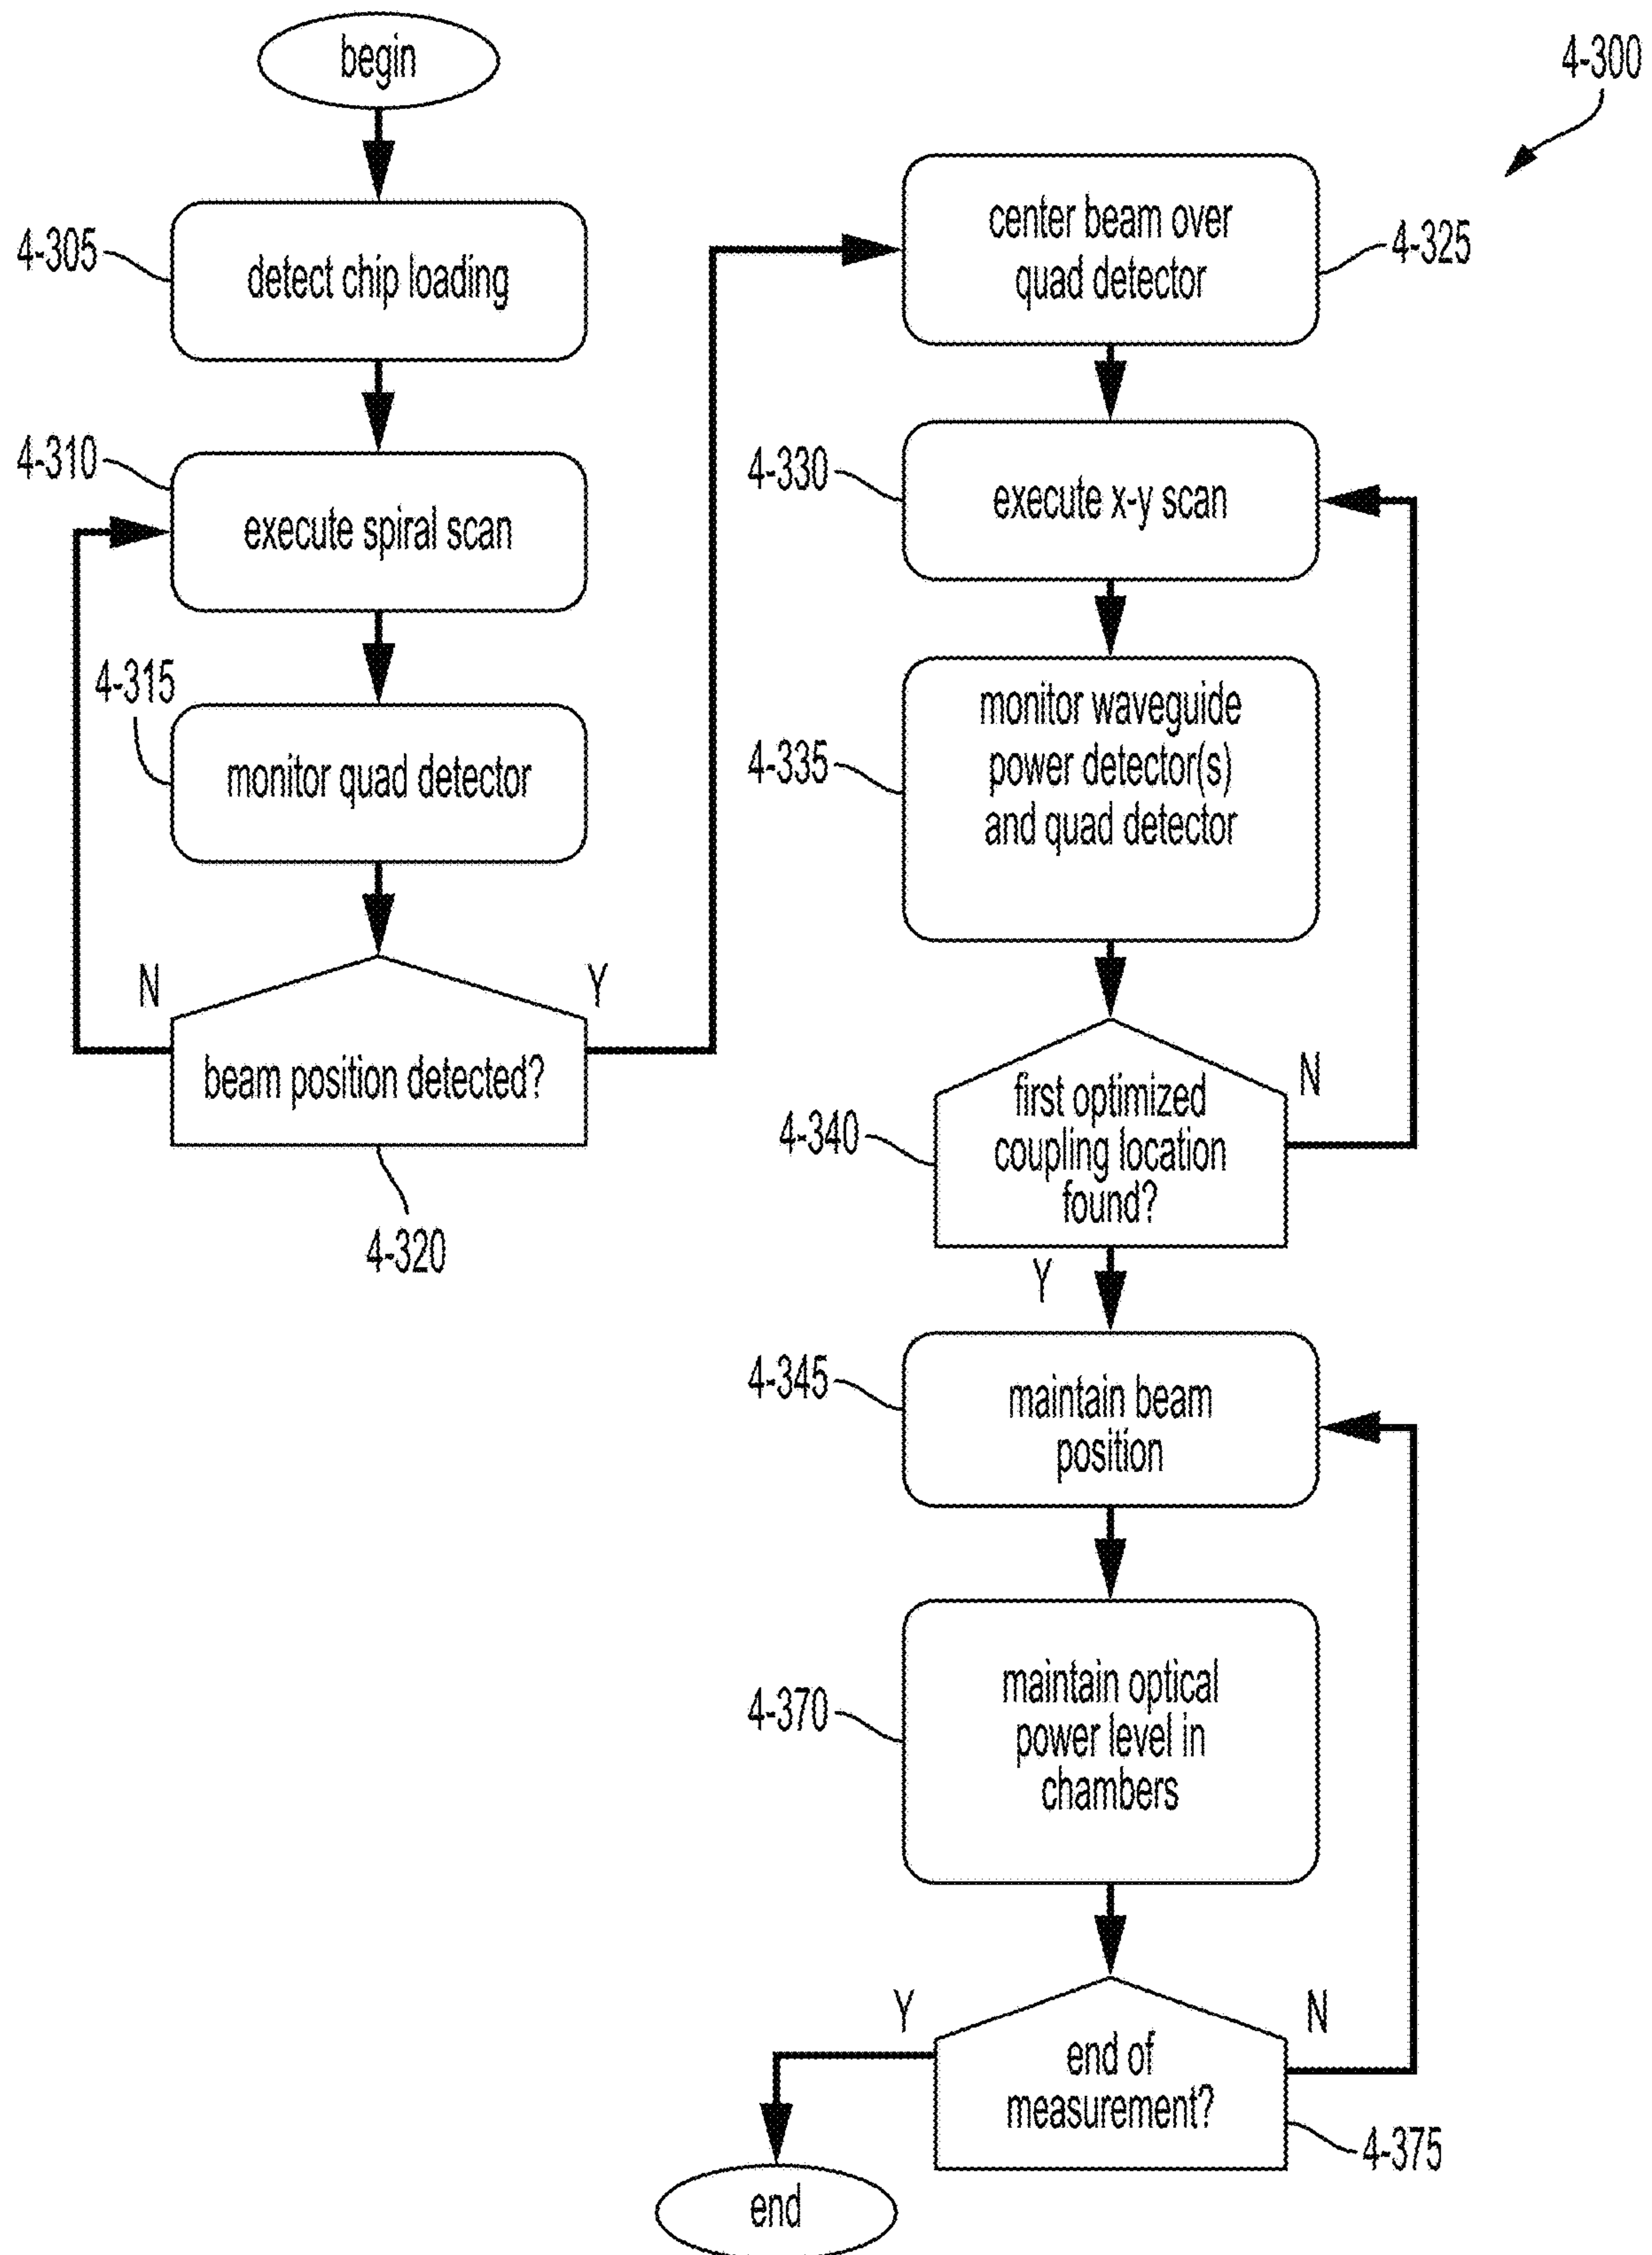 begin
4-300
4-305
detect chip loading
4-310
execute spiral scan
4-315
monitor quad detector
N
Y
beam position detected?
4-320
center beam over
quad detector
4-325
4-330
execute x-y scan
4-335
monitor waveguide
power detector(s)
and quad detector
4-340
first optimized
coupling location
found?
N
Y
4-345
maintain beam
position
4-370
maintain optical
power level in
chambers
Y
N
end of
measurement?
4-375
end